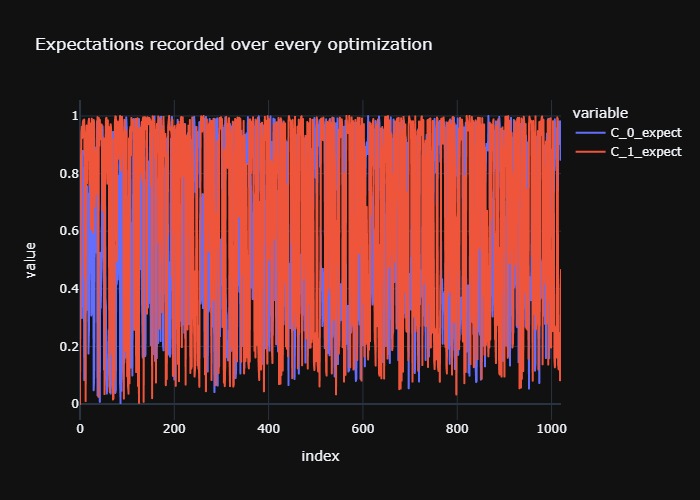 Expectations recorded over every optimization
variable
C_0_expect
C_1_expect
1
0.8
0.6
0.4
0.2
0
value
0 200 400 600 800 1000
index